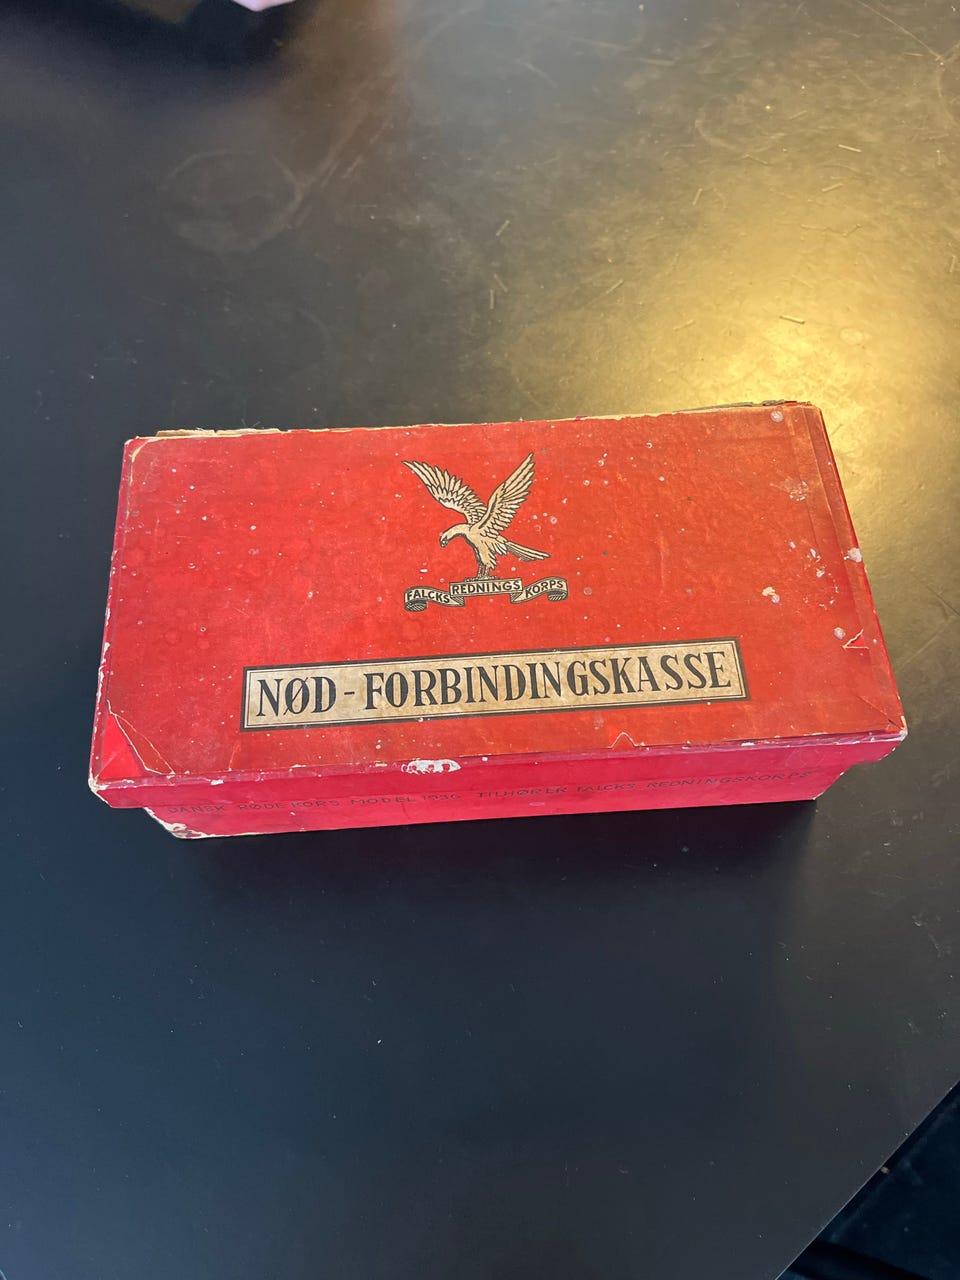 FALCKS REDNINGS KORPS
NØD-FORBINDINGSKASSE
DANSK RØDE KORS MODEL 1936 TILHØRER FALCKS REDNINGSKORPS